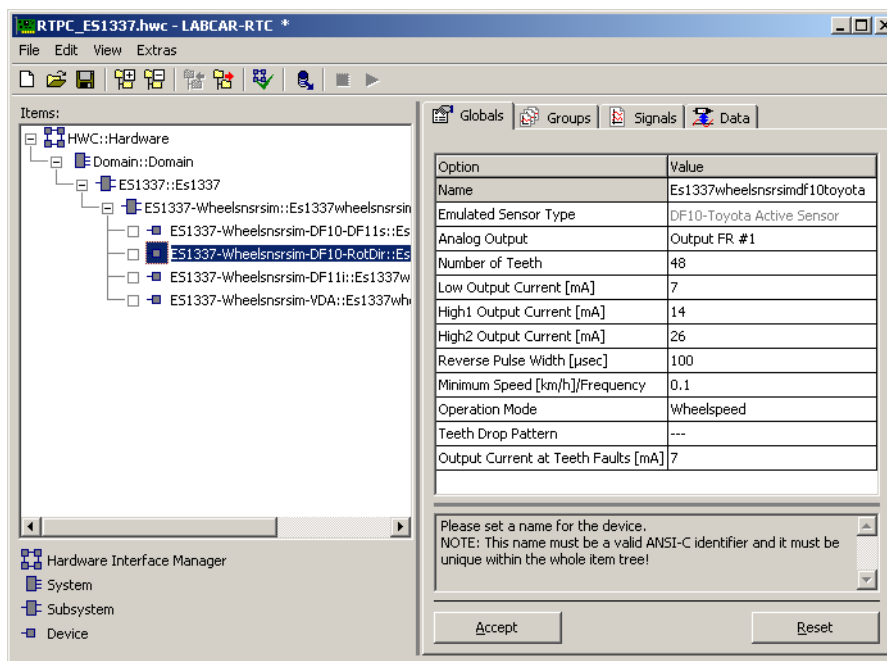 RTPC_ES1337.hwc - LABCAR-RTC *
File Edit View Extras
Items:
HWC::Hardware
Domain::Domain
ES1337::Es1337
ES1337-Wheelsnsrsim::Es1337wheelsnsrsin
ES1337-Wheelsnsrsim-DF10-DF11s::Es
ES1337-Wheelsnsrsim-DF10-RotDir::Es
ES1337-Wheelsnsrsim-DF11i::Es1337w
ES1337-Wheelsnsrsim-VDA::Es1337wh
Hardware Interface Manager
System
Subsystem
Device
Globals Groups Signals Data
Option Value
Name Es1337wheelsnsrsimdf10toyota
Emulated Sensor Type DF10-Toyota Active Sensor
Analog Output Output FR #1
Number of Teeth 48
Low Output Current [mA] 7
High1 Output Current [mA] 14
High2 Output Current [mA] 26
Reverse Pulse Width [µsec] 100
Minimum Speed [km/h]/Frequency 0.1
Operation Mode Wheelspeed
Teeth Drop Pattern ---
Output Current at Teeth Faults [mA] 7
Please set a name for the device.
NOTE: This name must be a valid ANSI-C identifier and it must be
unique within the whole item tree!
Accept Reset